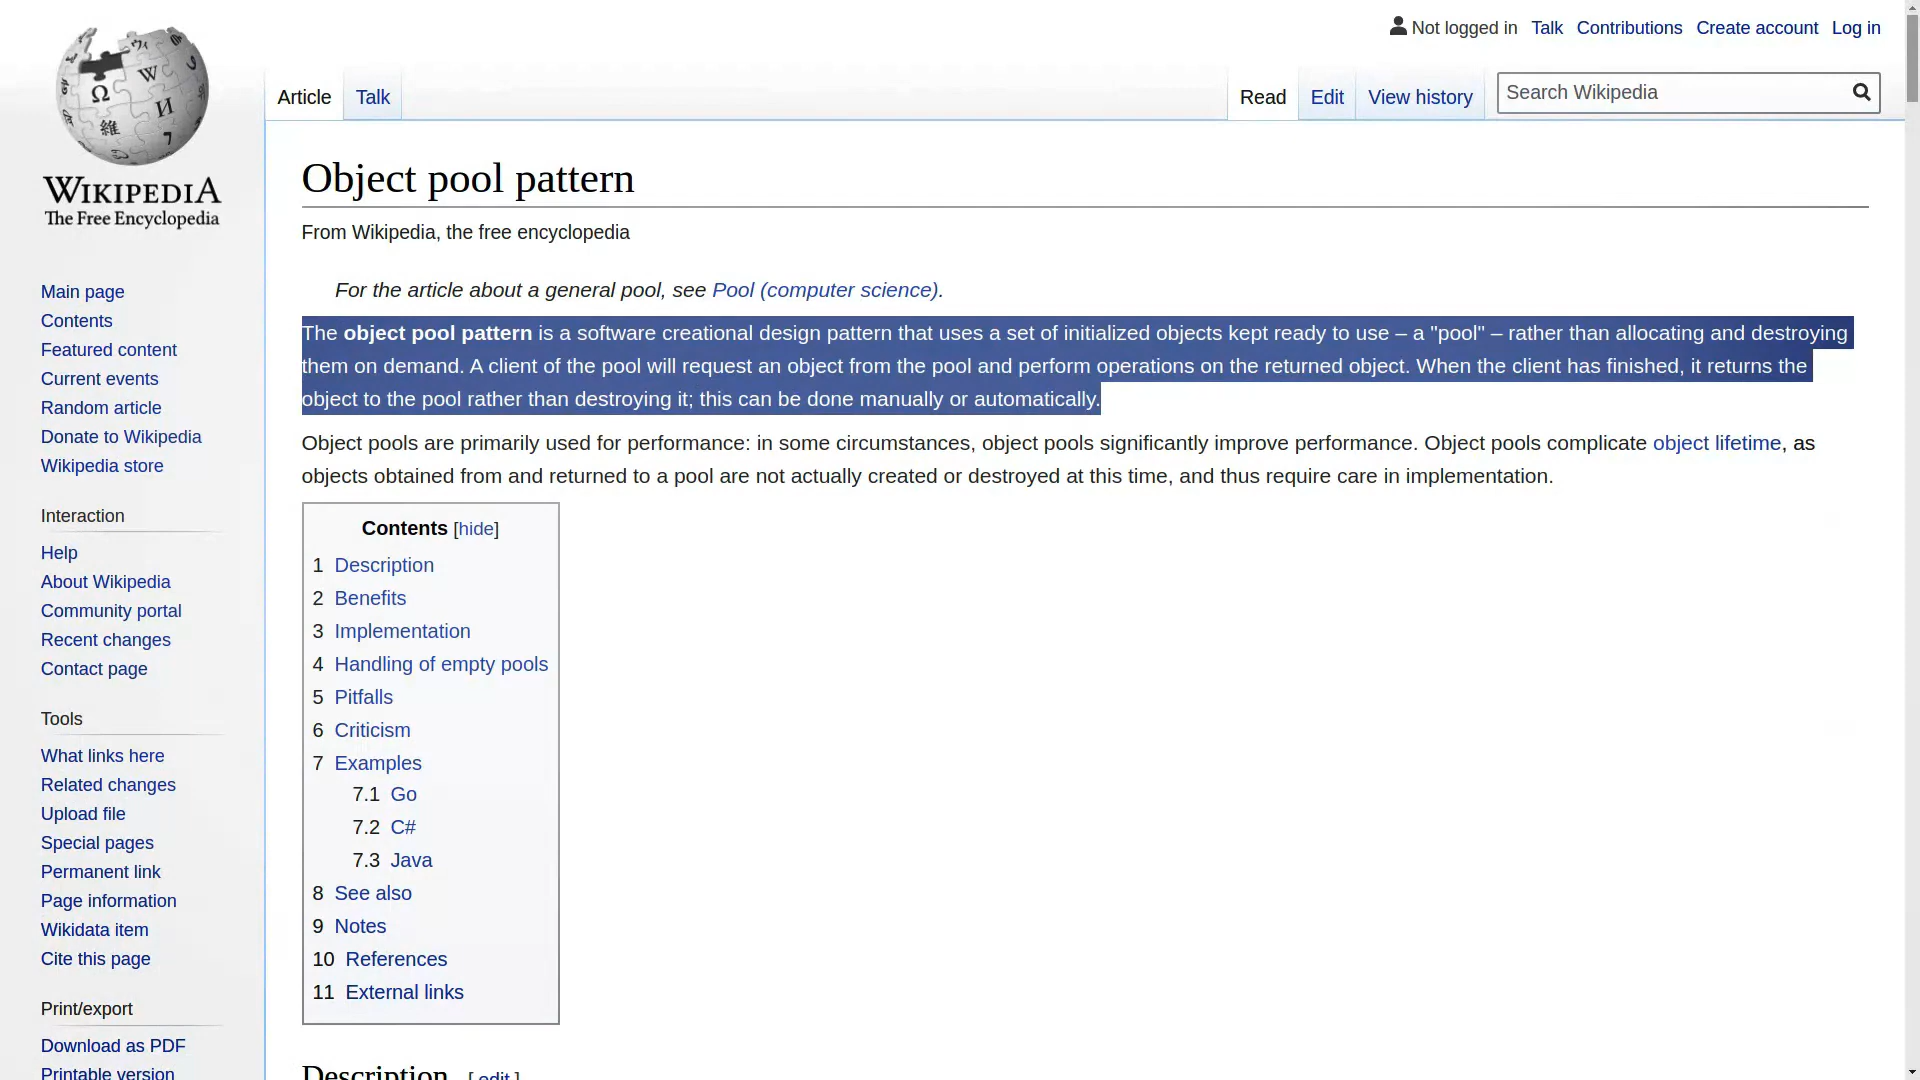 Not logged in Talk Contributions Create account Log in
Article Talk Read Edit View history Search Wikipedia
WIKIPEDIA
The Free Encyclopedia
Main page
Contents
Featured content
Current events
Random article
Donate to Wikipedia
Wikipedia store
Interaction
Help
About Wikipedia
Community portal
Recent changes
Contact page
Tools
What links here
Related changes
Upload file
Special pages
Permanent link
Page information
Wikidata item
Cite this page
Print/export
Download as PDF
Printable version
Object pool pattern
From Wikipedia, the free encyclopedia
For the article about a general pool, see Pool (computer science).
The object pool pattern is a software creational design pattern that uses a set of initialized objects kept ready to use – a "pool" – rather than allocating and destroying
them on demand. A client of the pool will request an object from the pool and perform operations on the returned object. When the client has finished, it returns the
object to the pool rather than destroying it; this can be done manually or automatically.
Object pools are primarily used for performance: in some circumstances, object pools significantly improve performance. Object pools complicate object lifetime, as
objects obtained from and returned to a pool are not actually created or destroyed at this time, and thus require care in implementation.
Contents [hide]
1 Description
2 Benefits
3 Implementation
4 Handling of empty pools
5 Pitfalls
6 Criticism
7 Examples
7.1 Go
7.2 C#
7.3 Java
8 See also
9 Notes
10 References
11 External links
Description [ edit ]